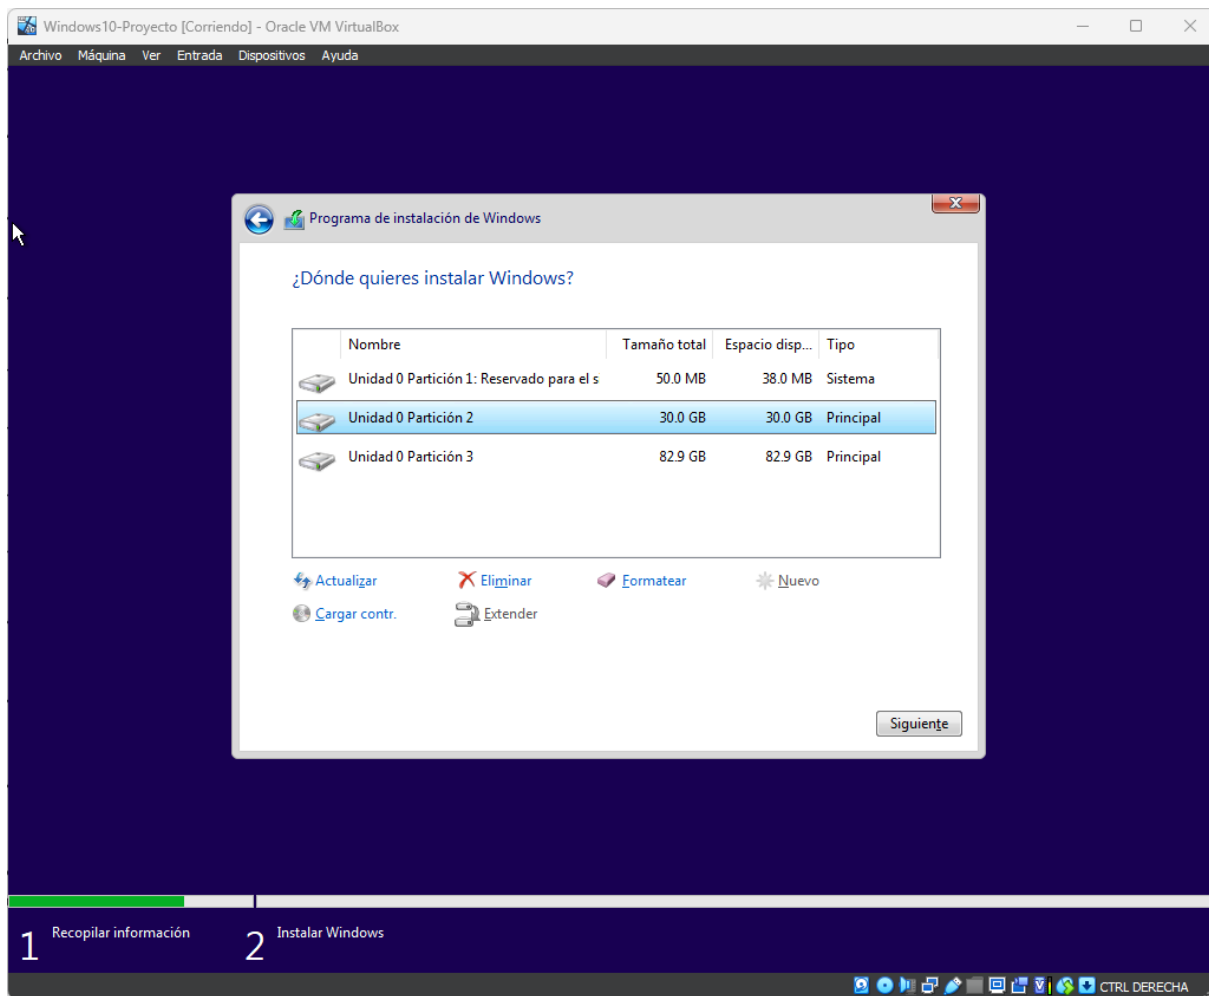 Windows10-Proyecto [Corriendo] - Oracle VM VirtualBox
Archivo Máquina Ver Entrada Dispositivos Ayuda
Programa de instalación de Windows
¿Dónde quieres instalar Windows?
Nombre Tamaño total Espacio disp... Tipo
Unidad 0 Partición 1: Reservado para el s 50.0 MB 38.0 MB Sistema
Unidad 0 Partición 2 30.0 GB 30.0 GB Principal
Unidad 0 Partición 3 82.9 GB 82.9 GB Principal
Actualizar Eliminar Formatear Nuevo
Cargar contr. Extender
Siguiente
1 Recopilar información 2 Instalar Windows
CTRL DERECHA